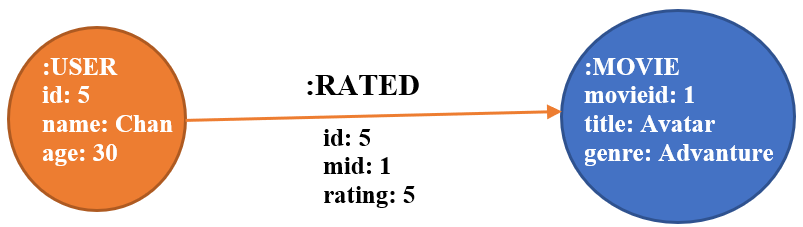 :USER
id: 5
name: Chan
age: 30
:RATED
id: 5
mid: 1
rating: 5
:MOVIE
movieid: 1
title: Avatar
genre: Advanture